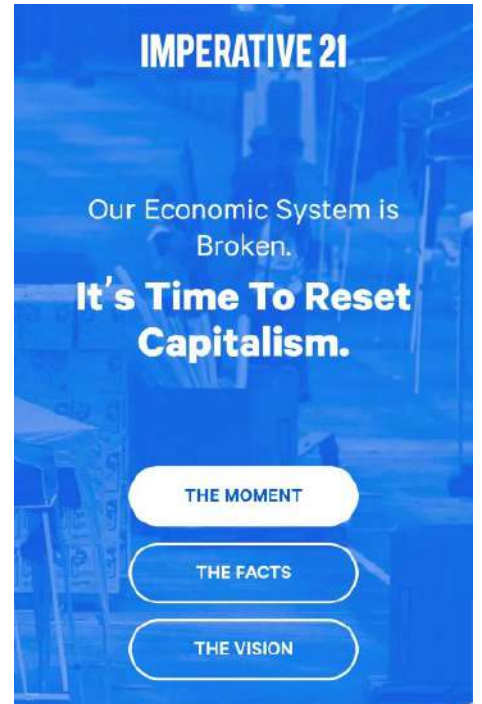 IMPERATIVE 21
Our Economic System is
Broken.
It's Time To Reset
Capitalism.
THE MOMENT
THE FACTS
THE VISION